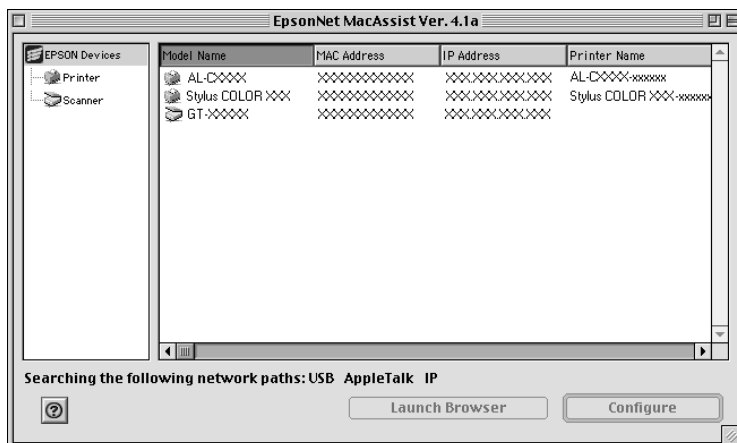 EpsonNet MacAssist Ver. 4.1a
EPSON Devices
Printer
Scanner
Model Name MAC Address IP Address Printer Name
AL-CXXXX XXXXXXXXXXXX XXX.XXX.XXX.XXX AL-CXXXX-xxxxxx
Stylus COLOR XXX XXXXXXXXXXXX XXX.XXX.XXX.XXX Stylus COLOR XXX-xxxxxx
GT-XXXXX XXXXXXXXXXXX XXX.XXX.XXX.XXX
Searching the following network paths: USB AppleTalk IP
?
Launch Browser
Configure